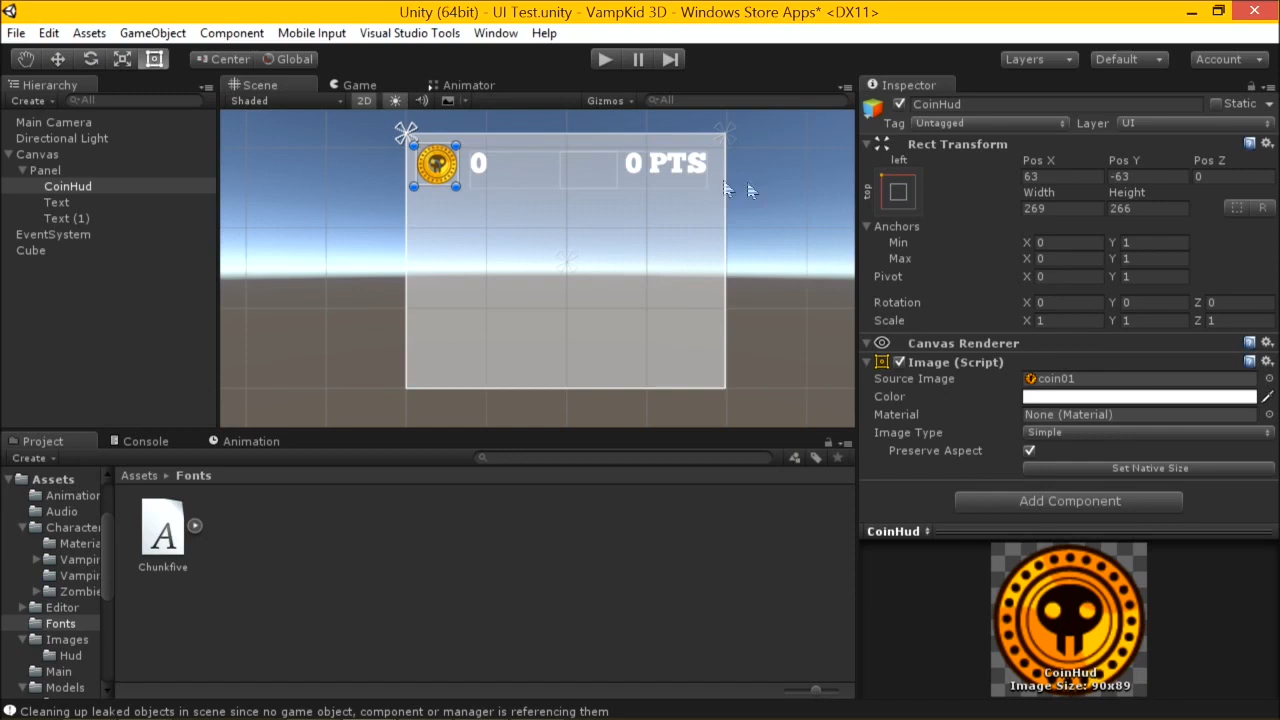 Unity (64bit) - UI Test.unity - VampKid 3D - Windows Store Apps* <DX11>
File Edit Assets GameObject Component Mobile Input Visual Studio Tools Window Help
Center Global Layers Default Account
Hierarchy Scene Game Animator Inspector
Create All Shaded 2D Gizmos All CoinHud Static
Main Camera
Directional Light
Canvas
Panel
CoinHud
Text
Text (1)
EventSystem
Cube
0 0 PTS
Tag Untagged Layer UI
Rect Transform
left Pos X Pos Y Pos Z
top 63 -63 0
Width Height
269 266 R
Anchors
Min X 0 Y 1
Max X 0 Y 1
Pivot X 0 Y 1
Rotation X 0 Y 0 Z 0
Scale X 1 Y 1 Z 1
Canvas Renderer
Image (Script)
Source Image coin01
Color
Material None (Material)
Image Type Simple
Preserve Aspect
Set Native Size
Add Component
CoinHud
CoinHud
Image Size: 90x89
Project Console Animation
Create
Assets Assets Fonts
Animation
Audio
Character
Materia
Vampir
Vampir
Zombie
Editor
Fonts
Images
Hud
Main
Models
A
Chunkfive
Cleaning up leaked objects in scene since no game object, component or manager is referencing them